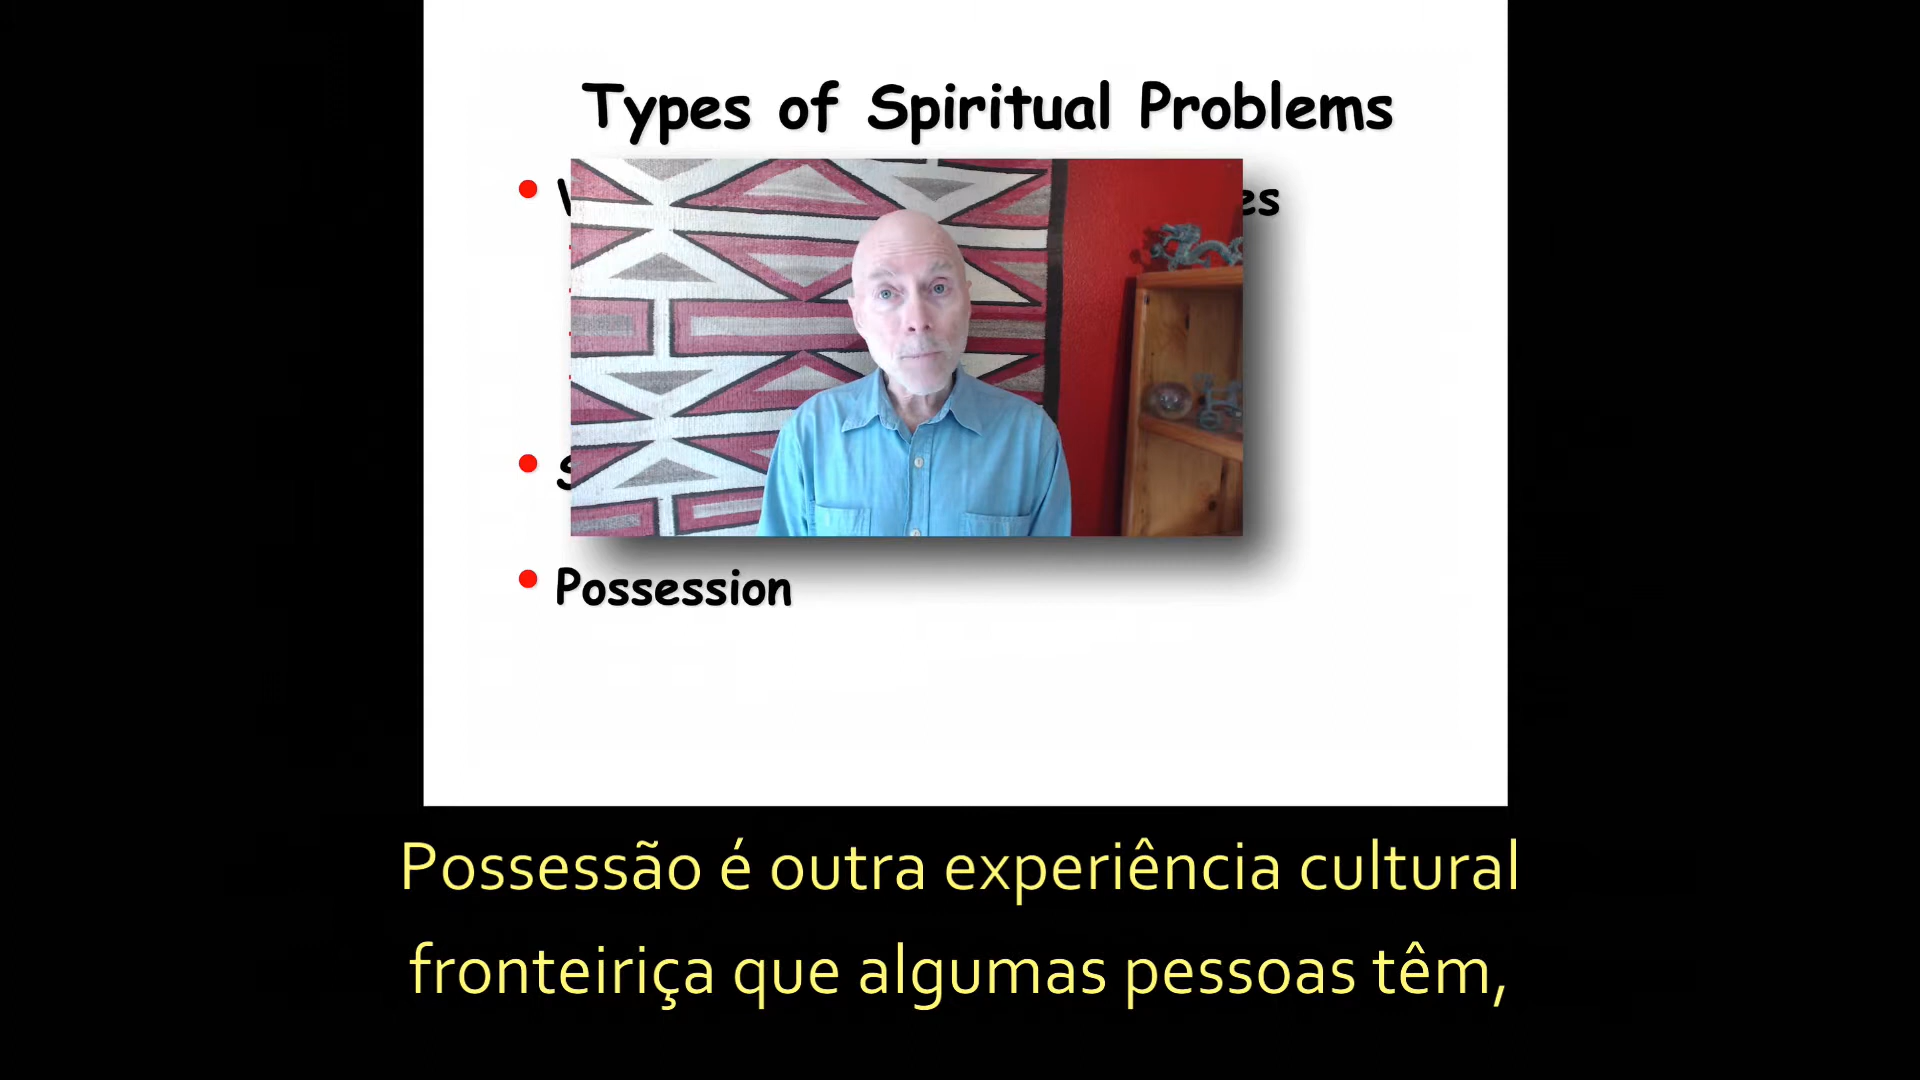 Types of Spiritual Problems
Possession
Possessão é outra experiência cultural
fronteiriça que algumas pessoas têm,